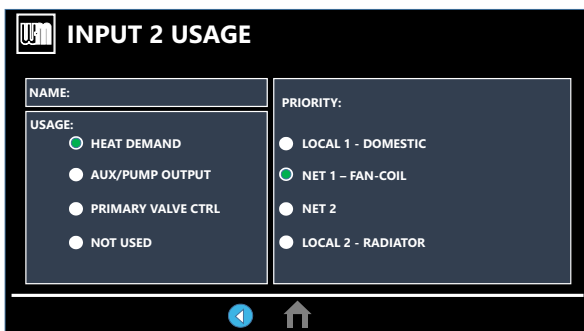 WM INPUT 2 USAGE
NAME:
USAGE:
HEAT DEMAND
AUX/PUMP OUTPUT
PRIMARY VALVE CTRL
NOT USED
PRIORITY:
LOCAL 1 - DOMESTIC
NET 1 – FAN-COIL
NET 2
LOCAL 2 - RADIATOR